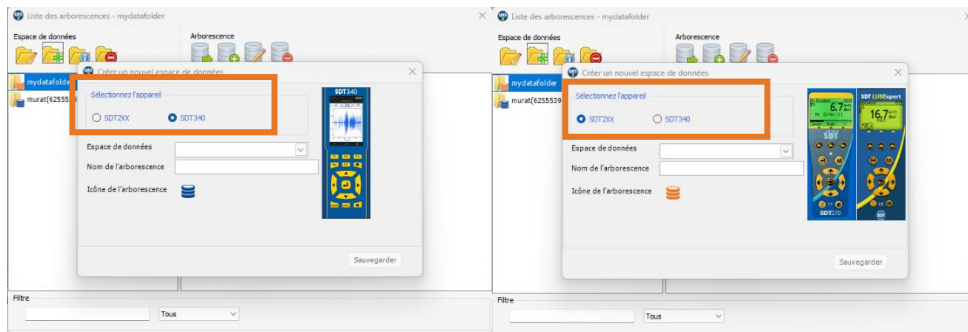 Liste des arborescences - mydatafolder
Espace de données
Arborescence
Créer un nouvel espace de données
mydatafolde
murat[625553
Sélectionnez l'appareil
SDT2XX
SDT340
SDT340
Espace de données
Nom de l'arborescence
Icône de l'arborescence
Sauvegarder
Filtre
Tous
Liste des arborescences - mydatafolder
Espace de données
Arborescence
Créer un nouvel espace de données
mydatafolder
murat[6255539
Sélectionnez l'appareil
SDT2XX
SDT340
Espace de données
Nom de l'arborescence
Icône de l'arborescence
6.7
SDT
SDT270
SDT LUBExpert
16.7
Sauvegarder
Filtre
Tous